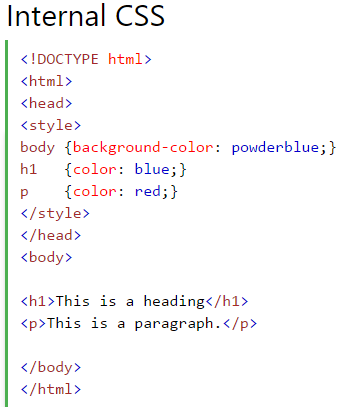 Internal CSS
<!DOCTYPE html>
<html>
<head>
<style>
body {background-color: powderblue;}
h1   {color: blue;}
p    {color: red;}
</style>
</head>
<body>

<h1>This is a heading</h1>
<p>This is a paragraph.</p>

</body>
</html>